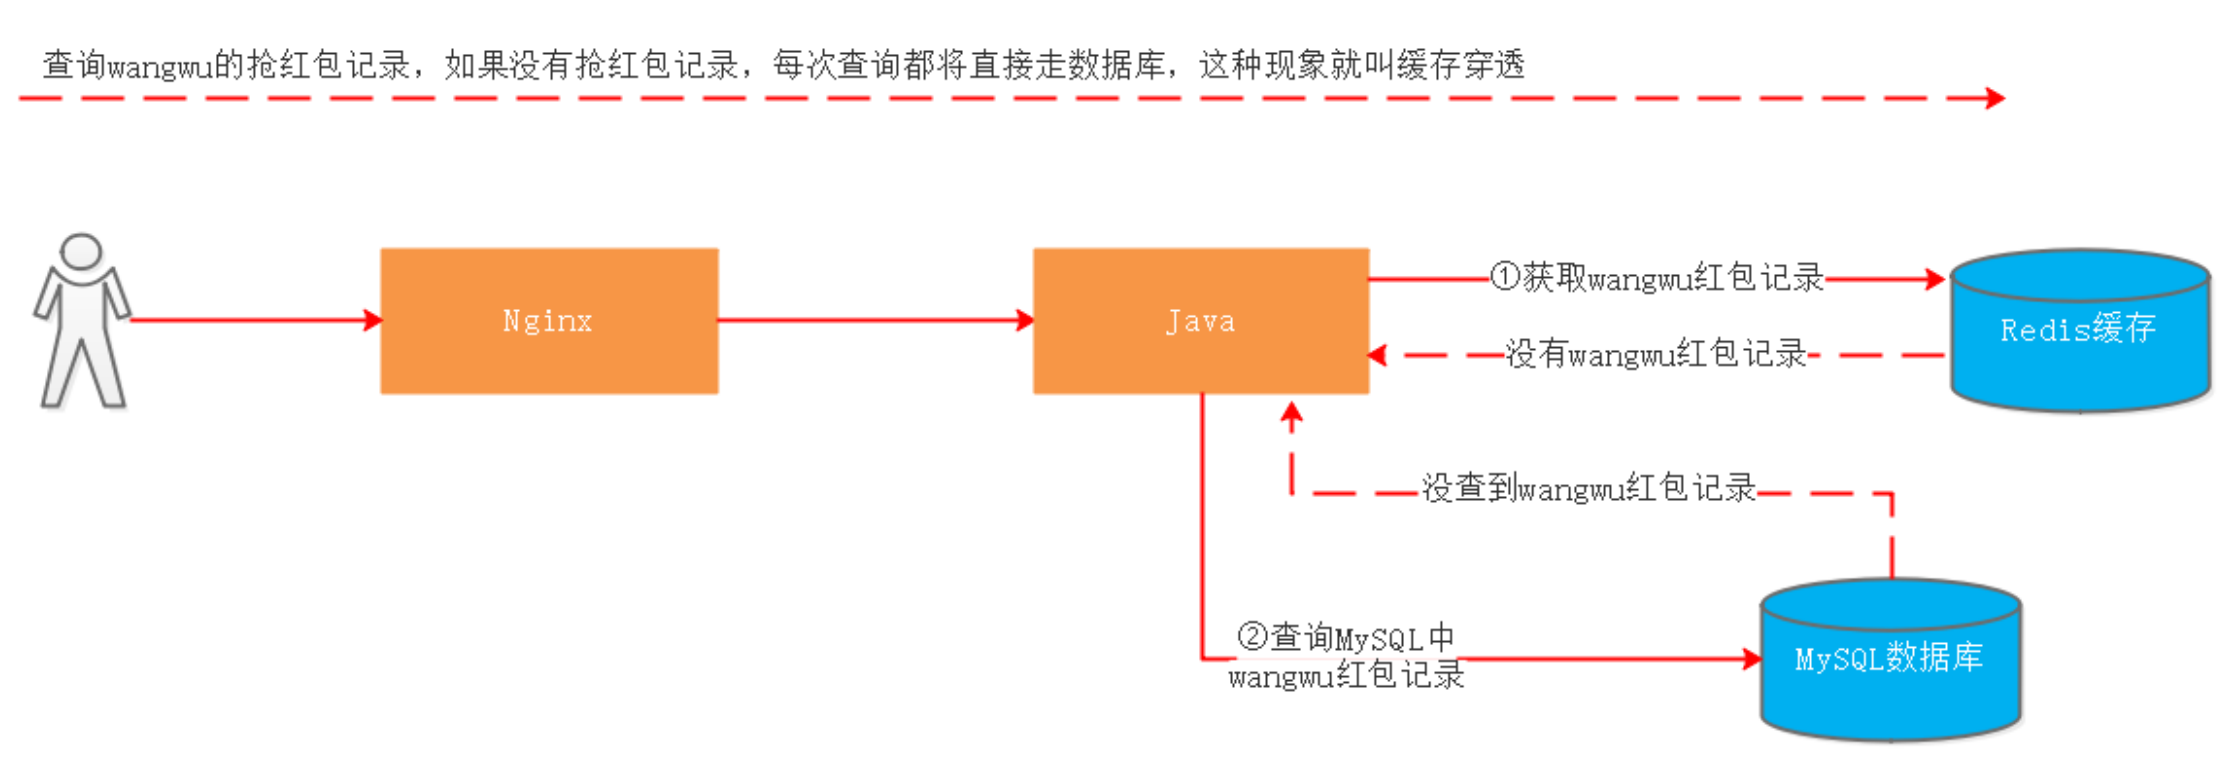 查询wangwu的抢红包记录，如果没有抢红包记录，每次查询都将直接走数据库，这种现象就叫缓存穿透
Nginx
Java
①获取wangwu红包记录
没有wangwu红包记录
Redis缓存
没查到wangwu红包记录
②查询MySQL中
wangwu红包记录
MySQL数据库